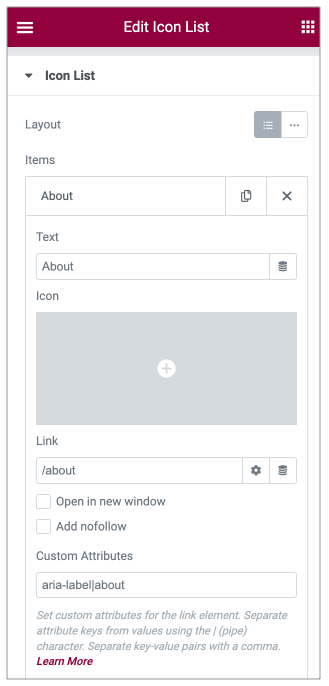 Edit Icon List
Icon List
Layout
Items
About
Text
About
Icon
Link
/about
Open in new window
Add nofollow
Custom Attributes
aria-label|about
Set custom attributes for the link element. Separate
attribute keys from values using the | (pipe)
character. Separate key-value pairs with a comma.
Learn More